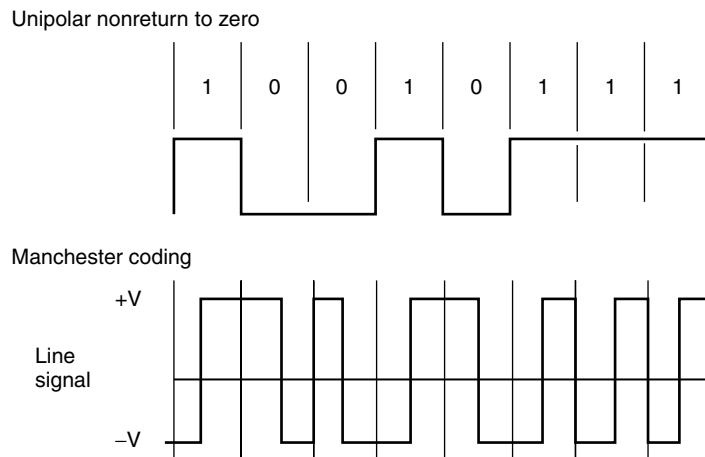 Unipolar nonreturn to zero
1 0 0 1 0 1 1 1
Manchester coding
+V
Line
signal
–V